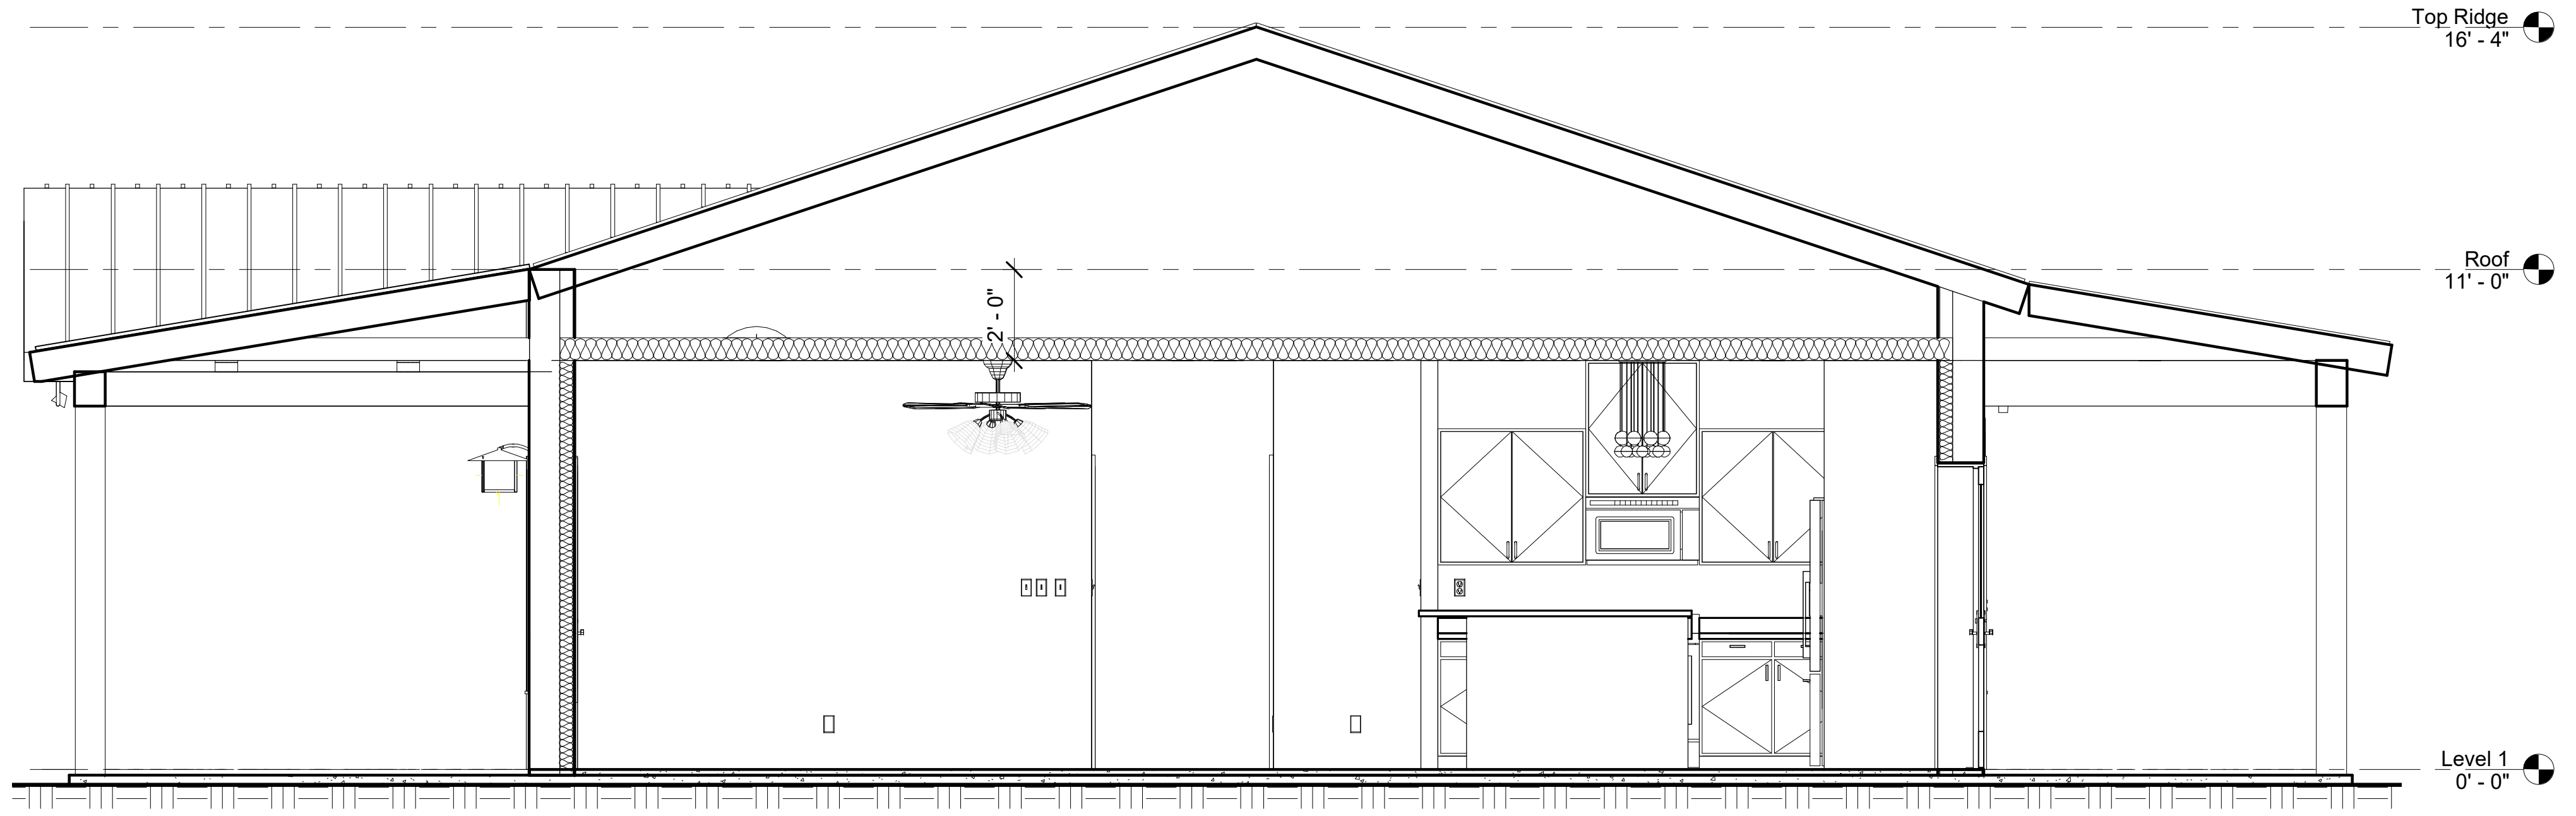 Top Ridge
16' - 4"
Roof
11' - 0"
2' - 0"
Level 1
0' - 0"